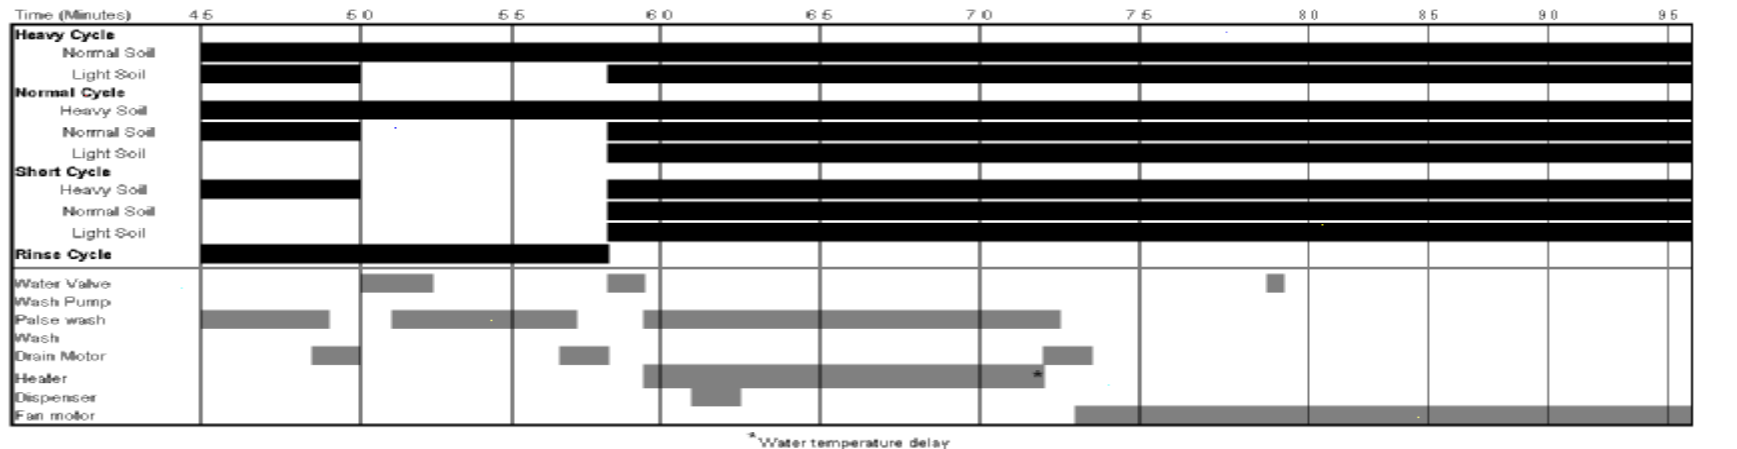 Time (Minutes) 45 50 55 60 65 70 75 80 85 90 95
Heavy Cycle
Normal Soil
Light Soil
Normal Cycle
Heavy Soil
Normal Soil
Light Soil
Short Cycle
Heavy Soil
Normal Soil
Light Soil
Rinse Cycle
Water Valve
Wash Pump
Palse wash
Wash
Drain Motor
Heater *
Dispenser
Fan motor
*Water temperature delay